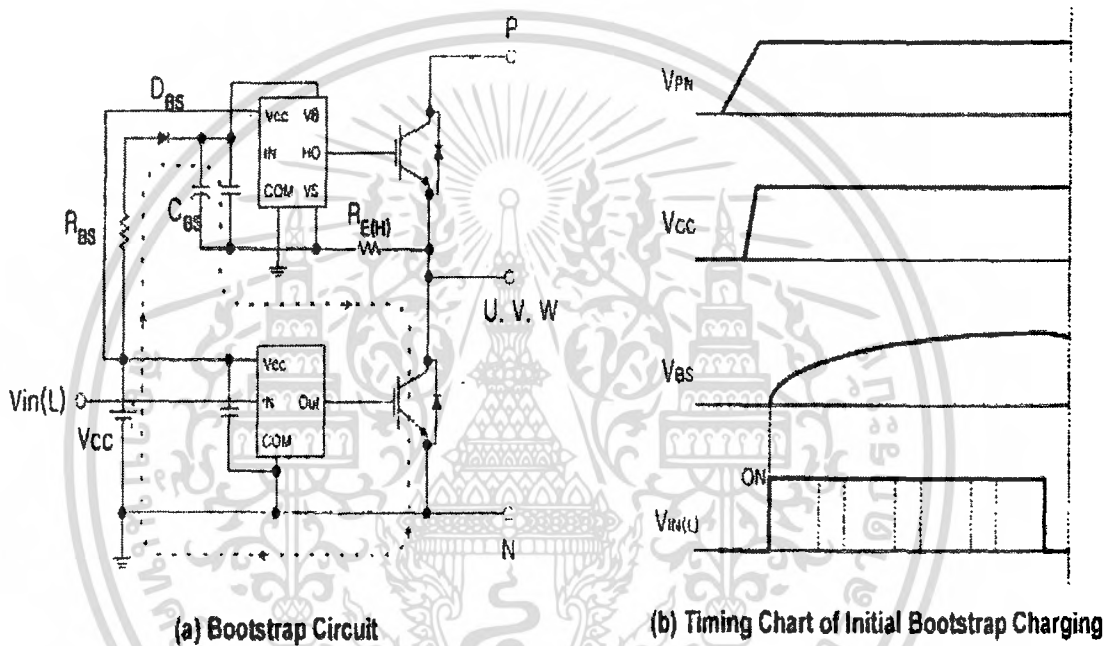 P
D_BS
Vcc VB
IN HO
COM VS
R_BS
C_BS
R_E(H)
U, V, W
Vcc
Vin(L)
IN Out
VCC
COM
N
(a) Bootstrap Circuit
V_PN
V_CC
V_BS
ON
V_IN(L)
(b) Timing Chart of Initial Bootstrap Charging